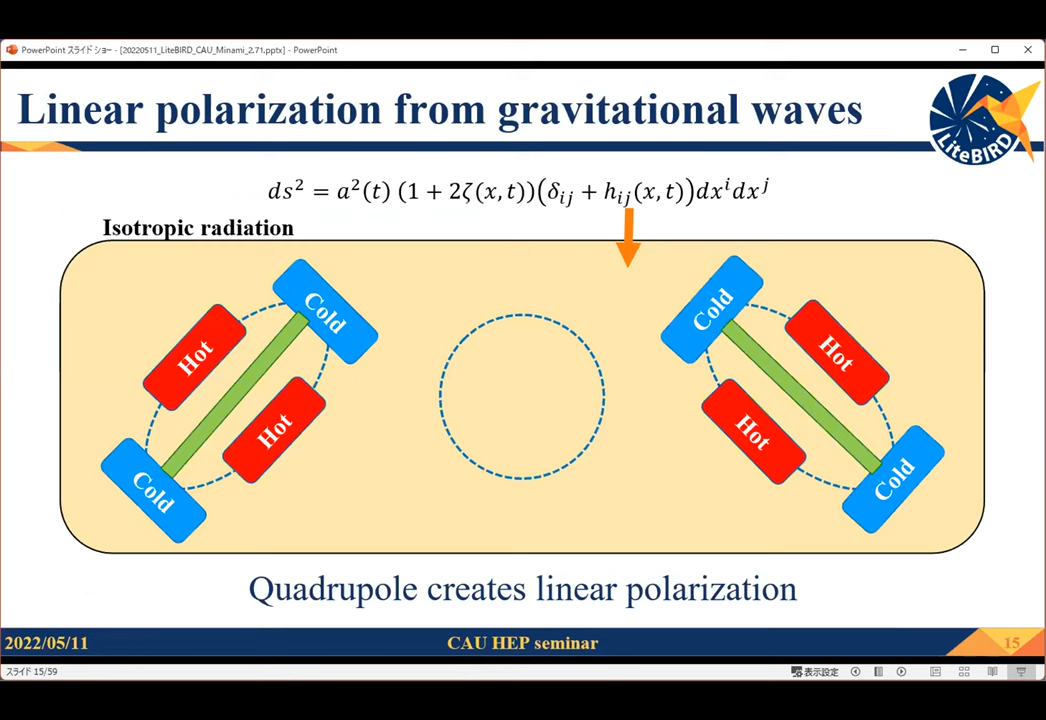 PowerPoint スライド ショー - [20220511_LiteBIRD_CAU_Minami_2.71.pptx] - PowerPoint
Linear polarization from gravitational waves
LiteBIRD
ds² = a²(t) (1 + 2ζ(x, t))(δᵢⱼ + hᵢⱼ(x, t))dxⁱdxʲ
Isotropic radiation
Cold
Hot
Hot
Cold
Cold
Hot
Hot
Cold
Quadrupole creates linear polarization
2022/05/11
CAU HEP seminar
15
スライド 15/59
表示設定